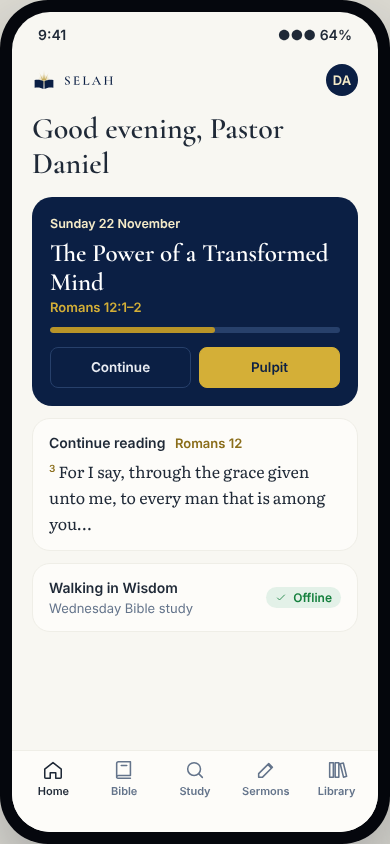 9:41
64%
SELAH
DA
Good evening, Pastor
Daniel
Sunday 22 November
The Power of a Transformed
Mind
Romans 12:1–2
Continue
Pulpit
Continue reading Romans 12
3 For I say, through the grace given
unto me, to every man that is among
you…
Walking in Wisdom
Wednesday Bible study
Offline
Home
Bible
Study
Sermons
Library